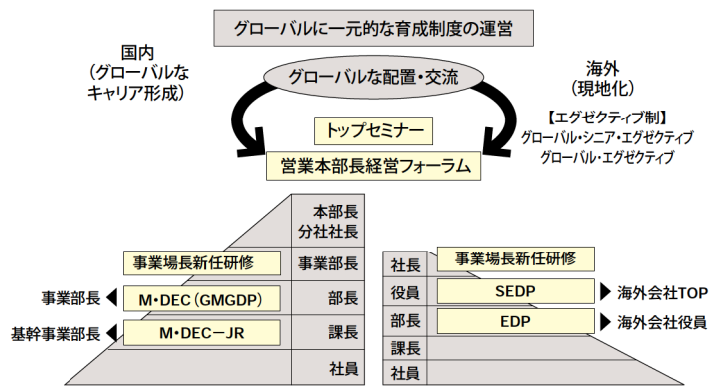 グローバルに一元的な育成制度の運営
国内
(グローバルな
キャリア形成)
グローバルな配置・交流
海外
(現地化)
【エグゼクティブ制】
グローバル・シニア・エグゼクティブ
グローバル・エグゼクティブ
トップセミナー
営業本部長経営フォーラム
本部長
分社社長
事業場長新任研修
事業部長
事業部長
M・DEC(GMGDP)
部長
基幹事業部長
M・DEC－JR
課長
社員
社長
事業場長新任研修
役員
SEDP
海外会社TOP
部長
EDP
海外会社役員
課長
社員